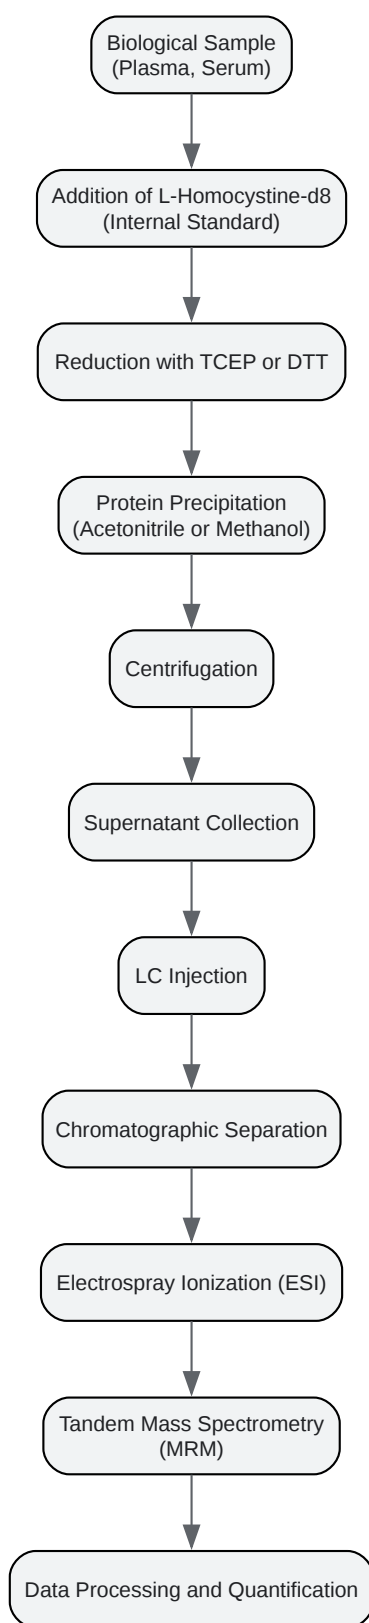 Biological Sample
(Plasma, Serum)
Addition of L-Homocystine-d8
(Internal Standard)
Reduction with TCEP or DTT
Protein Precipitation
(Acetonitrile or Methanol)
Centrifugation
Supernatant Collection
LC Injection
Chromatographic Separation
Electrospray Ionization (ESI)
Tandem Mass Spectrometry
(MRM)
Data Processing and Quantification